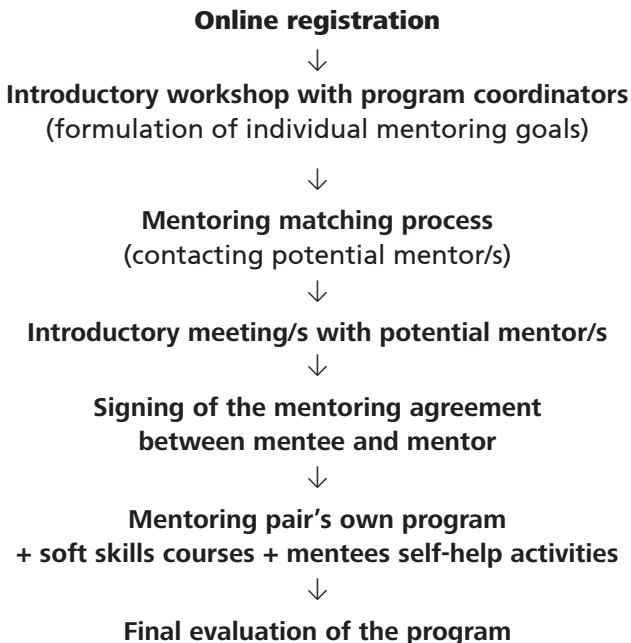 Online registration
↓
Introductory workshop with program coordinators
(formulation of individual mentoring goals)
↓
Mentoring matching process
(contacting potential mentor/s)
↓
Introductory meeting/s with potential mentor/s
↓
Signing of the mentoring agreement
between mentee and mentor
↓
Mentoring pair's own program
+ soft skills courses + mentees self-help activities
↓
Final evaluation of the program